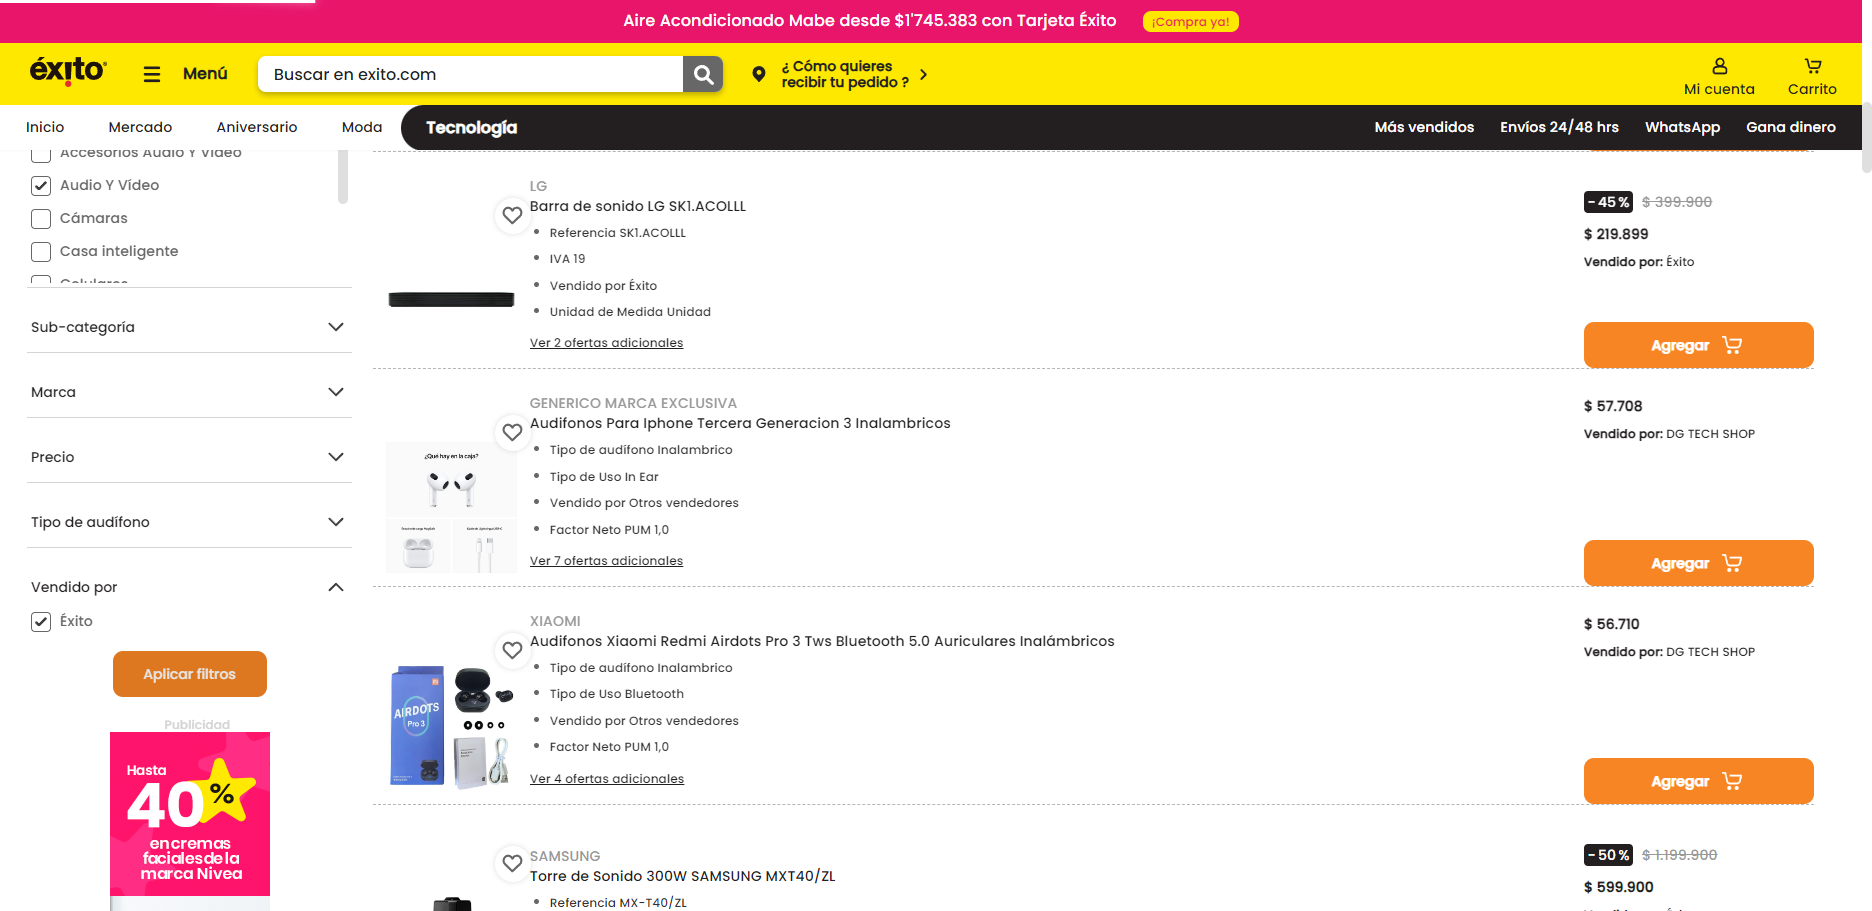 Aire Acondicionado Mabe desde $1'745.383 con Tarjeta Éxito ¡Compra ya!
éxito
Menú
Buscar en exito.com
¿ Cómo quieres
recibir tu pedido ?
Mi cuenta
Carrito
Inicio
Mercado
Aniversario
Moda
Tecnología
Más vendidos
Envíos 24/48 hrs
WhatsApp
Gana dinero
Accesorios Audio Y Video
Audio Y Vídeo
Cámaras
Casa inteligente
Celulares
Sub-categoría
Marca
Precio
Tipo de audífono
Vendido por
Éxito
Aplicar filtros
Publicidad
Hasta
40%
en cremas
faciales de la
marca Nivea
LG
Barra de sonido LG SK1.ACOLLL
Referencia SK1.ACOLLL
IVA 19
Vendido por Éxito
Unidad de Medida Unidad
Ver 2 ofertas adicionales
-45% $ 399.900
$ 219.899
Vendido por: Éxito
Agregar
GENERICO MARCA EXCLUSIVA
Audifonos Para Iphone Tercera Generacion 3 Inalambricos
Tipo de audífono Inalambrico
Tipo de Uso In Ear
Vendido por Otros vendedores
Factor Neto PUM 1,0
Ver 7 ofertas adicionales
¿Qué hay en la caja?
$ 57.708
Vendido por: DG TECH SHOP
Agregar
XIAOMI
Audifonos Xiaomi Redmi Airdots Pro 3 Tws Bluetooth 5.0 Auriculares Inalámbricos
Tipo de audífono Inalambrico
Tipo de Uso Bluetooth
Vendido por Otros vendedores
Factor Neto PUM 1,0
Ver 4 ofertas adicionales
AIRDOTS
Pro 3
$ 56.710
Vendido por: DG TECH SHOP
Agregar
SAMSUNG
Torre de Sonido 300W SAMSUNG MXT40/ZL
Referencia MX-T40/ZL
-50% $ 1.199.900
$ 599.900